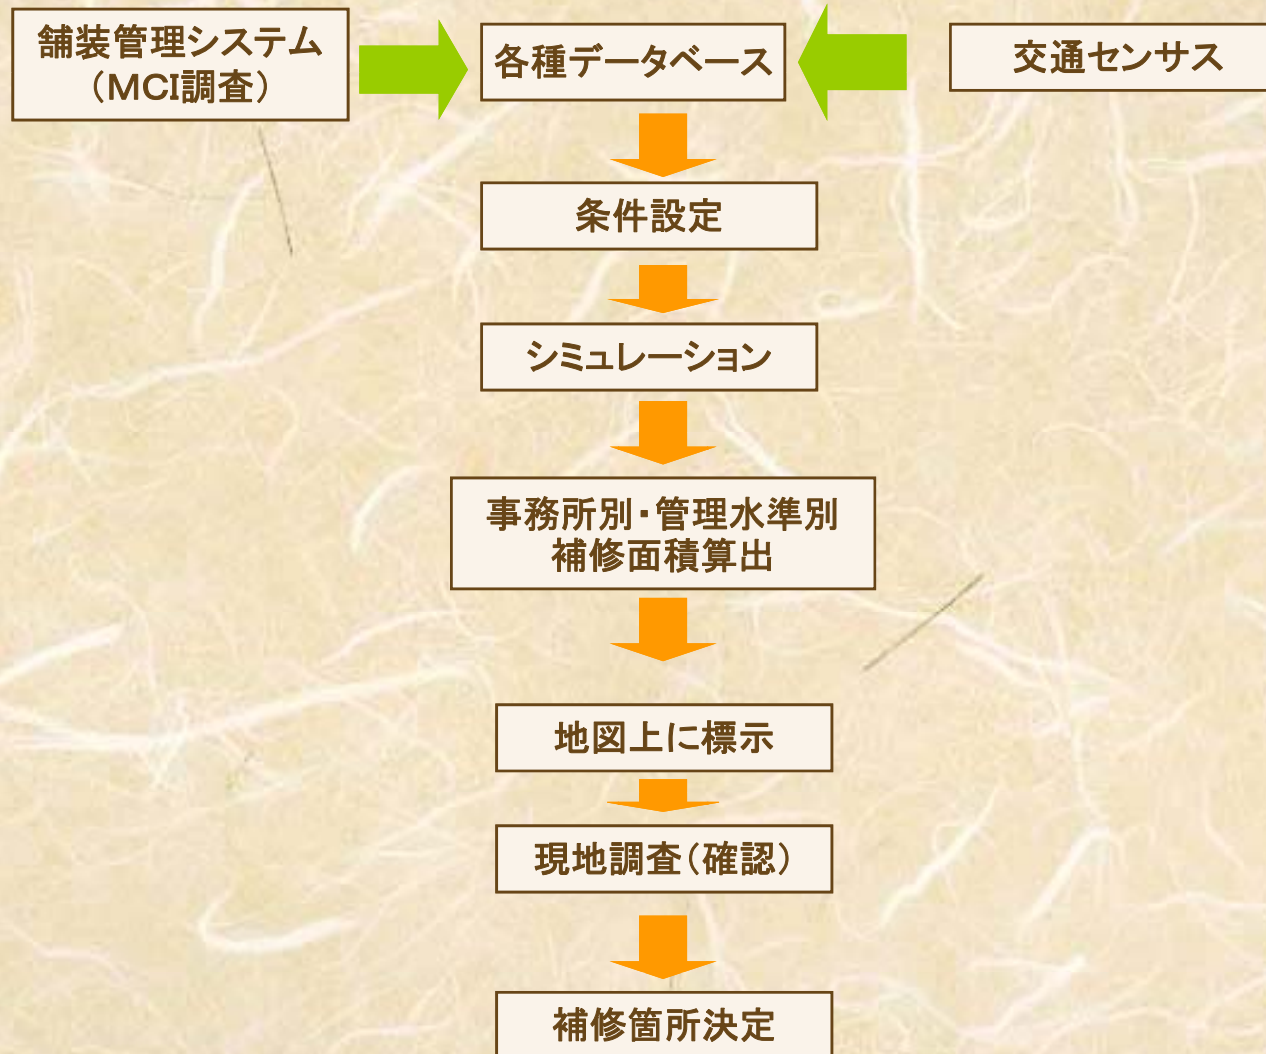 舗装管理システム
（MCI調査）
各種データベース
交通センサス
条件設定
シミュレーション
事務所別・管理水準別
補修面積算出
地図上に標示
現地調査（確認）
補修箇所決定